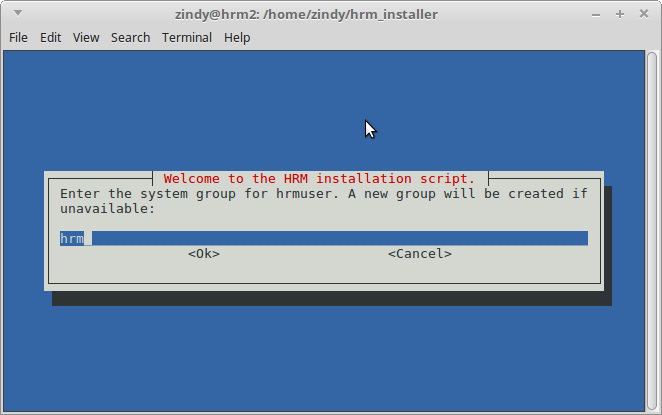 zindy@hrm2: /home/zindy/hrm_installer
File Edit View Search Terminal Help
Welcome to the HRM installation script.
Enter the system group for hrmuser. A new group will be created if
unavailable:
hrm
<Ok> <Cancel>